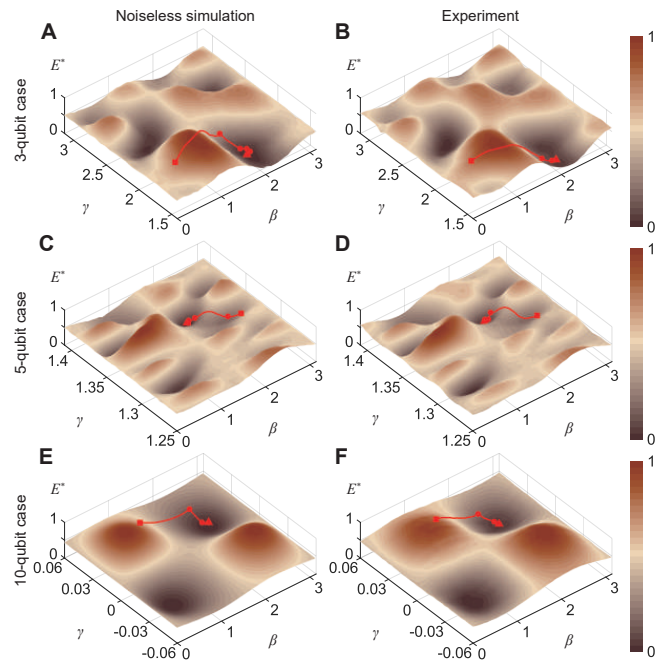 Noiseless simulation
Experiment
A
B
E*
E*
1
1
1
0
0
3
3
2.5
2.5
2
2
1.5
1.5
0
0
1
1
2
2
3
3
γ
β
γ
β
0
3-qubit case
C
D
E*
E*
1
1
1
0
0
1.4
1.4
1.35
1.35
1.3
1.3
1.25
1.25
0
0
1
1
2
2
3
3
γ
β
γ
β
0
5-qubit case
E
F
E*
E*
1
1
1
0
0
0.06
0.06
0.03
0.03
0
0
-0.03
-0.03
-0.06
-0.06
0
0
1
1
2
2
3
3
γ
β
γ
β
0
10-qubit case